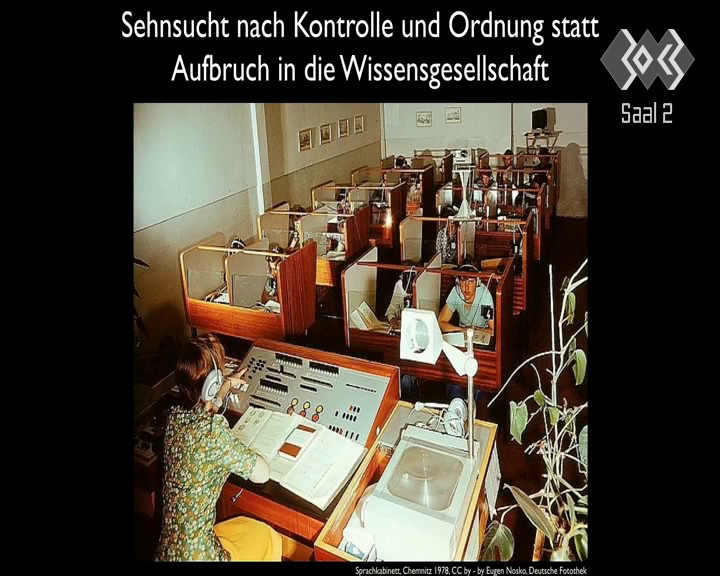 Sehnsucht nach Kontrolle und Ordnung statt
Aufbruch in die Wissensgesellschaft
Saal 2
Sprachkabinett, Chemnitz 1978, CC by - by Eugen Nosko, Deutsche Fotothek